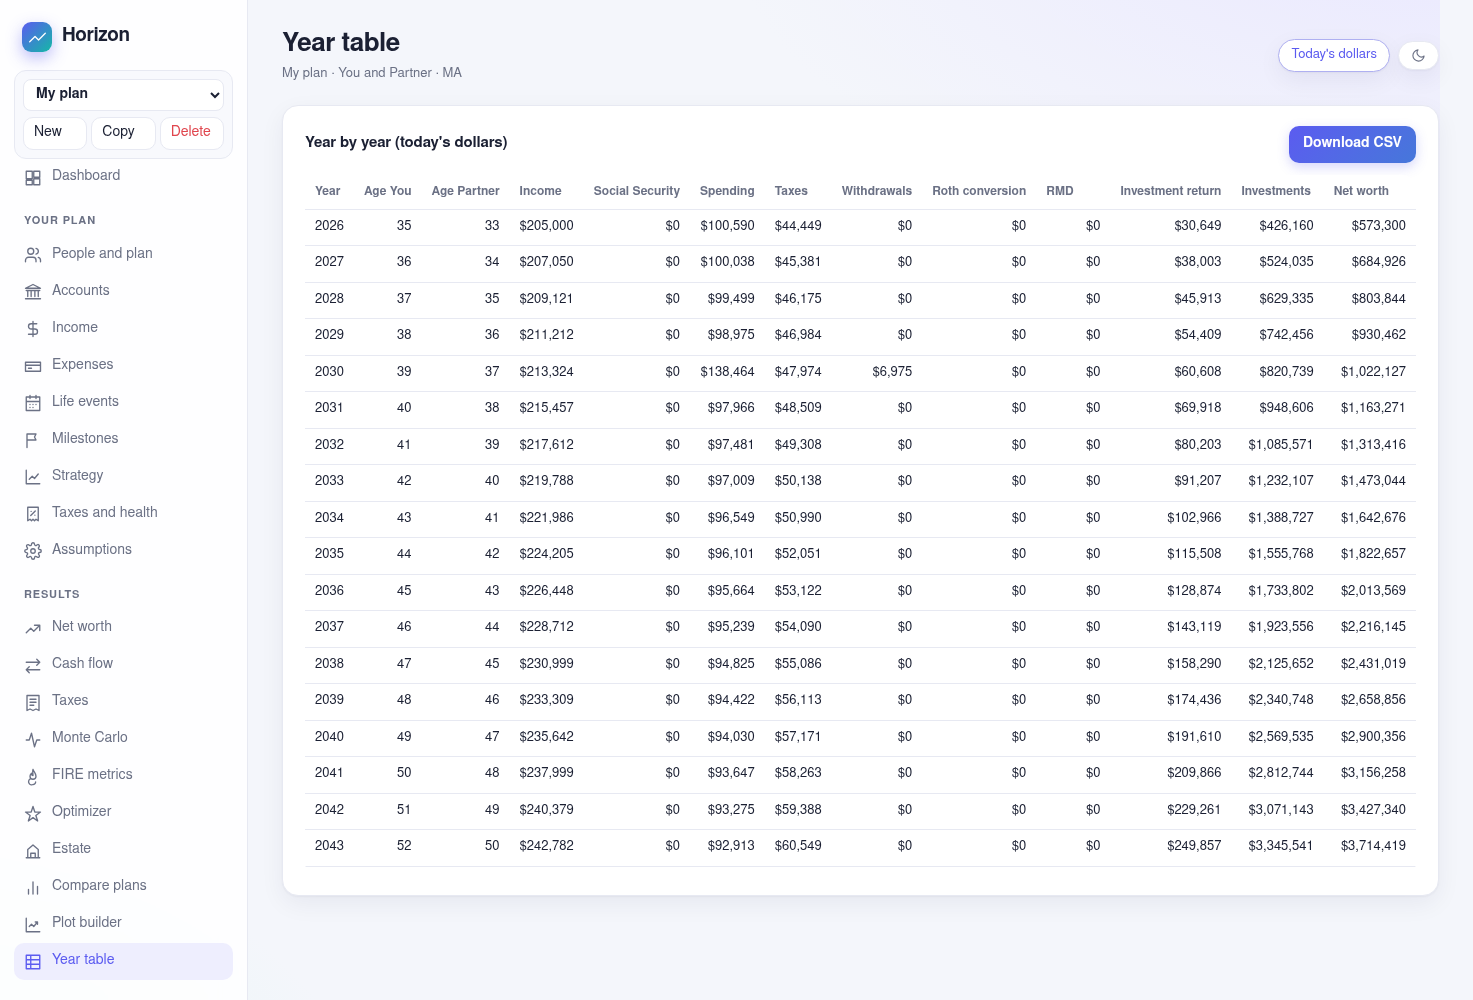 Horizon
My plan
New Copy Delete
Dashboard
YOUR PLAN
People and plan
Accounts
Income
Expenses
Life events
Milestones
Strategy
Taxes and health
Assumptions
RESULTS
Net worth
Cash flow
Taxes
Monte Carlo
FIRE metrics
Optimizer
Estate
Compare plans
Plot builder
Year table
Year table
My plan · You and Partner · MA
Today's dollars
Year by year (today's dollars)
Download CSV
Year Age You Age Partner Income Social Security Spending Taxes Withdrawals Roth conversion RMD Investment return Investments Net worth
2026 35 33 $205,000 $0 $100,590 $44,449 $0 $0 $0 $30,649 $426,160 $573,300
2027 36 34 $207,050 $0 $100,038 $45,381 $0 $0 $0 $38,003 $524,035 $684,926
2028 37 35 $209,121 $0 $99,499 $46,175 $0 $0 $0 $45,913 $629,335 $803,844
2029 38 36 $211,212 $0 $98,975 $46,984 $0 $0 $0 $54,409 $742,456 $930,462
2030 39 37 $213,324 $0 $138,464 $47,974 $6,975 $0 $0 $60,608 $820,739 $1,022,127
2031 40 38 $215,457 $0 $97,966 $48,509 $0 $0 $0 $69,918 $948,606 $1,163,271
2032 41 39 $217,612 $0 $97,481 $49,308 $0 $0 $0 $80,203 $1,085,571 $1,313,416
2033 42 40 $219,788 $0 $97,009 $50,138 $0 $0 $0 $91,207 $1,232,107 $1,473,044
2034 43 41 $221,986 $0 $96,549 $50,990 $0 $0 $0 $102,966 $1,388,727 $1,642,676
2035 44 42 $224,205 $0 $96,101 $52,051 $0 $0 $0 $115,508 $1,555,768 $1,822,657
2036 45 43 $226,448 $0 $95,664 $53,122 $0 $0 $0 $128,874 $1,733,802 $2,013,569
2037 46 44 $228,712 $0 $95,239 $54,090 $0 $0 $0 $143,119 $1,923,556 $2,216,145
2038 47 45 $230,999 $0 $94,825 $55,086 $0 $0 $0 $158,290 $2,125,652 $2,431,019
2039 48 46 $233,309 $0 $94,422 $56,113 $0 $0 $0 $174,436 $2,340,748 $2,658,856
2040 49 47 $235,642 $0 $94,030 $57,171 $0 $0 $0 $191,610 $2,569,535 $2,900,356
2041 50 48 $237,999 $0 $93,647 $58,263 $0 $0 $0 $209,866 $2,812,744 $3,156,258
2042 51 49 $240,379 $0 $93,275 $59,388 $0 $0 $0 $229,261 $3,071,143 $3,427,340
2043 52 50 $242,782 $0 $92,913 $60,549 $0 $0 $0 $249,857 $3,345,541 $3,714,419